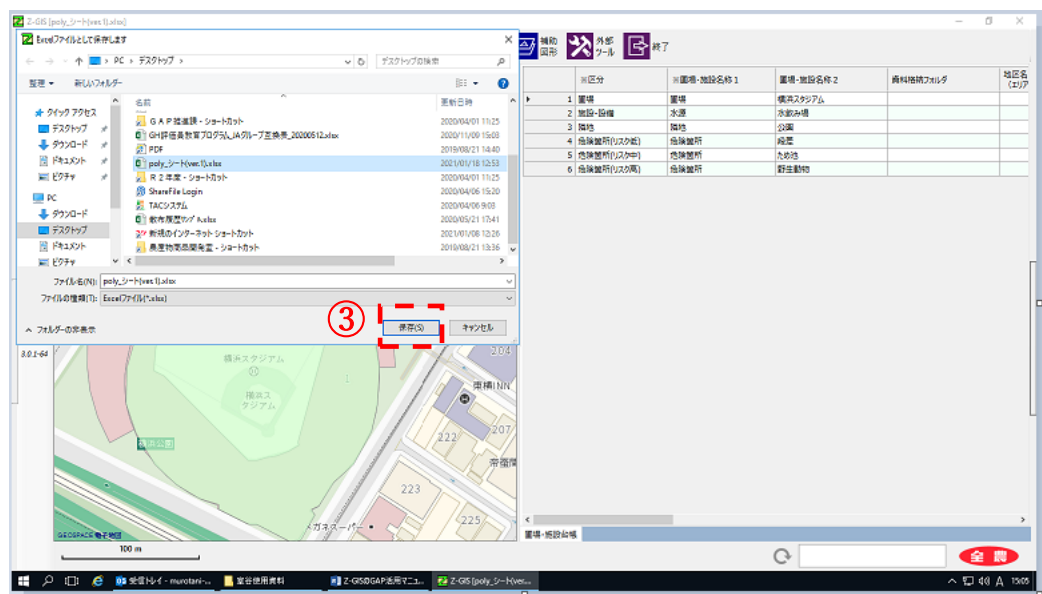 Z-GIS [poly_シート(ver.1).xlsx]
Excelファイルとして保存します
PC > デスクトップ >
デスクトップの検索
整理
新しいフォルダー
名前
更新日時
クイック アクセス
デスクトップ
ダウンロード
ドキュメント
ピクチャ
PC
ダウンロード
デスクトップ
ドキュメント
ピクチャ
ＧＡＰ推進課 - ショートカット 2020/04/01 11:25
GH評価員教育プログラム_JAグループ互換表_20200512.xlsx 2020/11/09 15:03
PDF 2019/08/21 14:40
poly_シート(ver.1).xlsx 2021/01/18 12:53
Ｒ２年度 - ショートカット 2020/04/01 11:25
ShareFile Login 2020/04/06 15:20
TACシステム 2020/04/06 9:03
散布履歴サンプル.xlsx 2020/05/21 17:41
新規のインターネット ショートカット 2021/01/08 12:26
農産物商品開発室 - ショートカット 2019/08/21 13:36
ファイル名(N): poly_シート(ver.1).xlsx
ファイルの種類(T): Excelファイル(*.xlsx)
フォルダーの非表示
③
保存(S)
キャンセル
補助図形
外部ツール
終了
※区分
※圃場・施設名称１
圃場・施設名称２
資料格納フォルダ
地区名
(エリア
1 圃場 圃場 横浜スタジアム
2 施設・設備 水源 水飲み場
3 隣地 隣地 公園
4 危険箇所(リスク低) 危険箇所 段差
5 危険箇所(リスク中) 危険箇所 ため池
6 危険箇所(リスク高) 危険箇所 野生動物
3.0.1-64
横浜スタジアム
横浜スタジアム
1
横浜公園
204
東横INN
207
222
223
225
メガネスーパー
GEOSPACE 電子地図
100 m
圃場・施設台帳
全農
受信トレイ - murotani-...
室谷使用資料
Z-GISのGAP活用マニュ...
Z-GIS [poly_シート(ver...
A
15:05